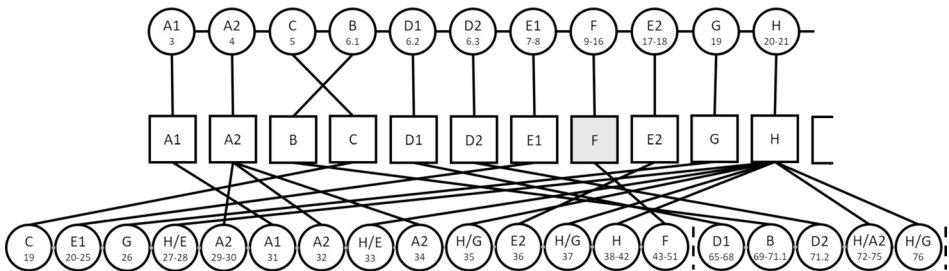 A1 A2 C B D1 D2 E1 F E2 G H
3 4 5 6.1 6.2 6.3 7-8 9-16 17-18 19 20-21
A1 A2 B C D1 D2 E1 F E2 G H
C E1 G H/E A2 A1 A2 H/E A2 H/G E2 H/G H F D1 B D2 H/A2 H/G
19 20-25 26 27-28 29-30 31 32 33 34 35 36 37 38-42 43-51 65-68 69-71.1 71.2 72-75 76